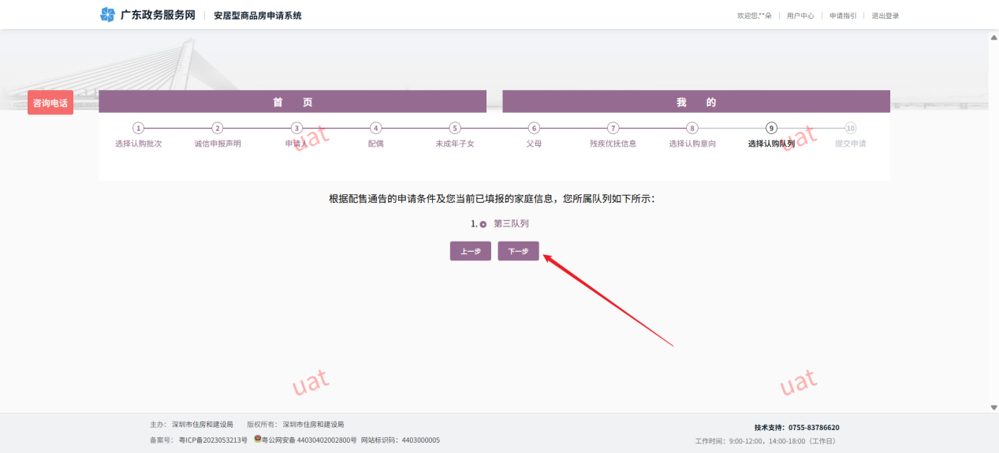 广东政务服务网 安居型商品房申请系统 欢迎您,**朵 用户中心 申请指引 退出登录
咨询电话
首 页 我 的
1 2 3 4 5 6 7 8 9 10
选择认购批次 诚信申报声明 申请人 配偶 未成年子女 父母 残疾优抚信息 选择认购意向 选择认购队列 提交申请
uat uat
根据配售通告的申请条件及您当前已填报的家庭信息，您所属队列如下所示：
1. 第三队列
上一步 下一步
uat uat
主办： 深圳市住房和建设局 版权所有： 深圳市住房和建设局
技术支持：0755-83786620
备案号： 粤ICP备2023053213号 粤公网安备 44030402002800号 网站标识码：4403000005
工作时间：9:00-12:00，14:00-18:00（工作日）